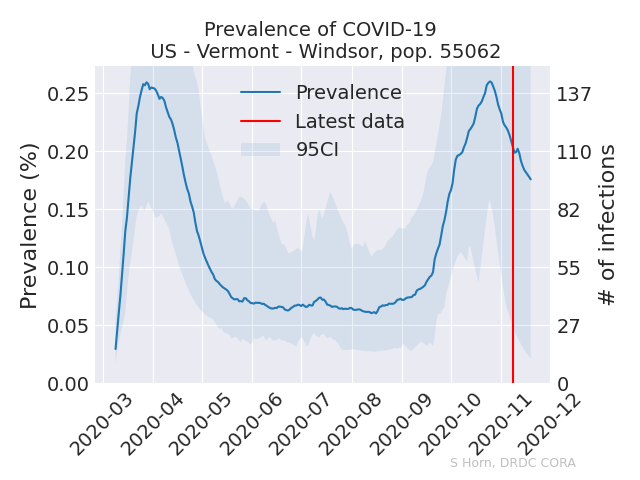 Prevalence of COVID-19
US - Vermont - Windsor, pop. 55062
Prevalence
Latest data
95CI
Prevalence (%)
0.25
0.20
0.15
0.10
0.05
0.00
137
110
82
55
27
0
# of infections
2020-03
2020-04
2020-05
2020-06
2020-07
2020-08
2020-09
2020-10
2020-11
2020-12
S Horn, DRDC CORA